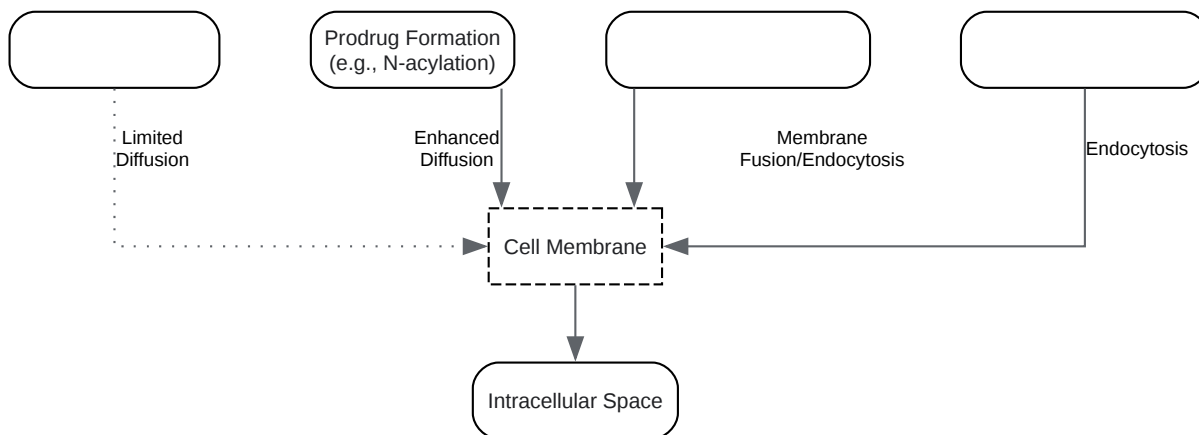 Prodrug Formation
(e.g., N-acylation)
Limited
Diffusion
Enhanced
Diffusion
Membrane
Fusion/Endocytosis
Endocytosis
Cell Membrane
Intracellular Space